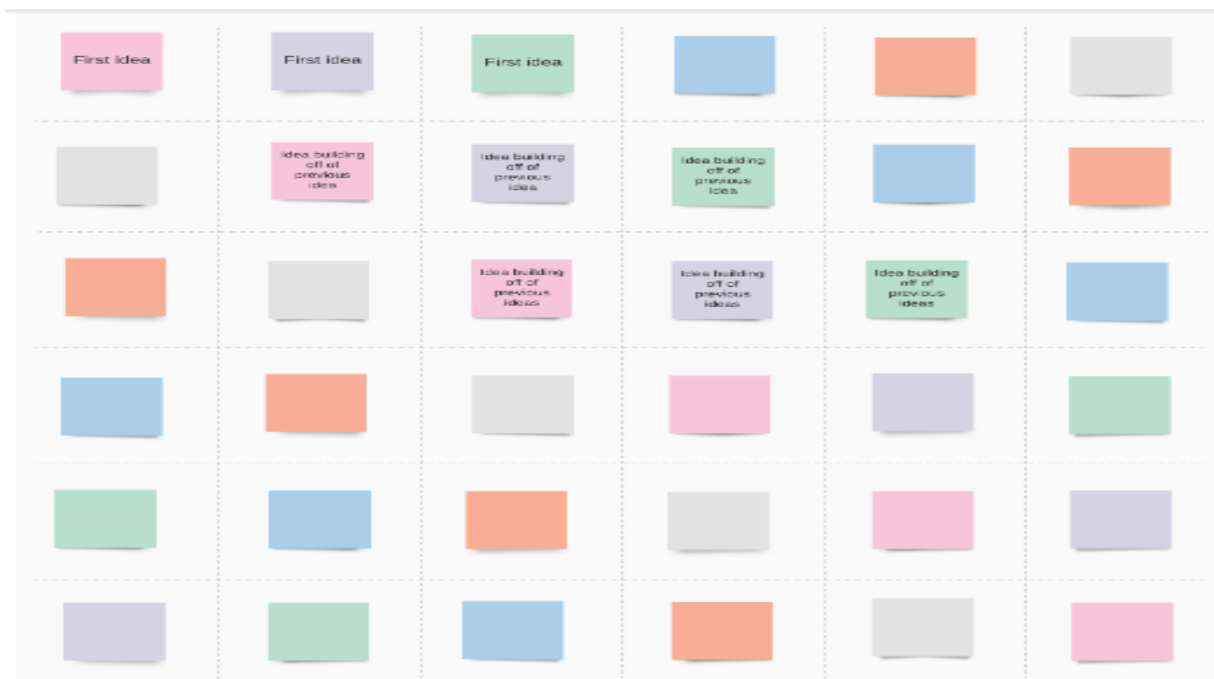 First idea
First idea
First idea
Idea building
off of
previous
idea
Idea building
off of
previous
idea
Idea building
off of
previous
idea
Idea building
off of
previous
ideas
Idea building
off of
previous
ideas
Idea building
off of
previous
ideas